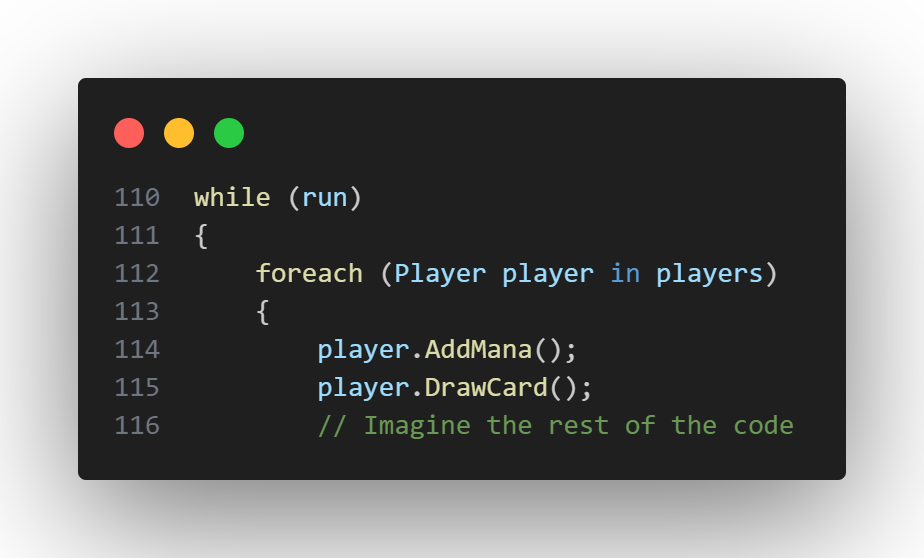 110 while (run)
111 {
112     foreach (Player player in players)
113     {
114         player.AddMana();
115         player.DrawCard();
116         // Imagine the rest of the code